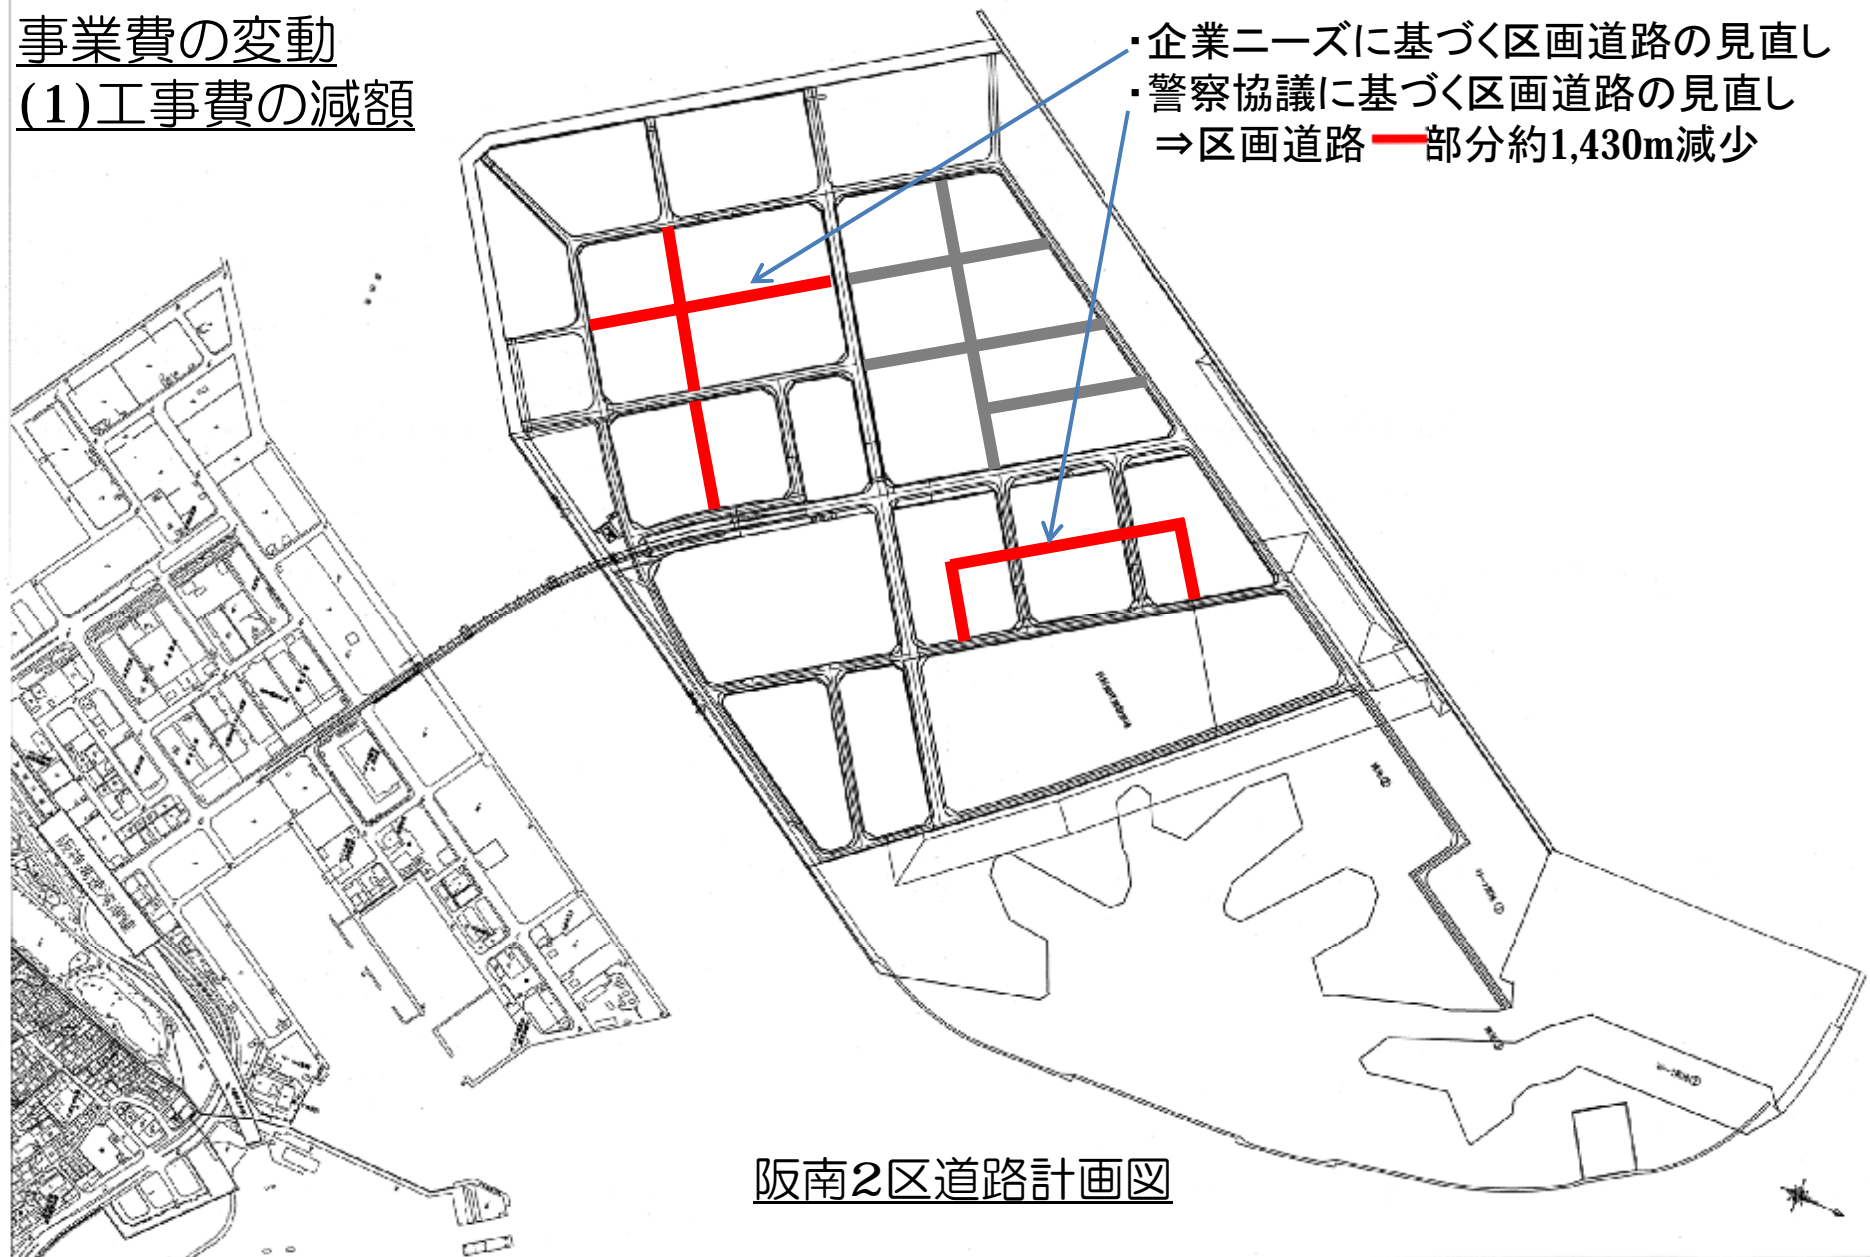 事業費の変動
(1)工事費の減額
・企業ニーズに基づく区画道路の見直し
・警察協議に基づく区画道路の見直し
⇒区画道路 部分約1,430m減少
阪南2区道路計画図